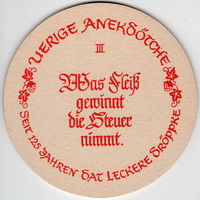 UERIGE ANEKDÖTCHE
III
Was Fleiß
gewinnt
die Steuer
nimmt.
SEIT 125 JAHREN HAT LECKERE DRÖPPKE